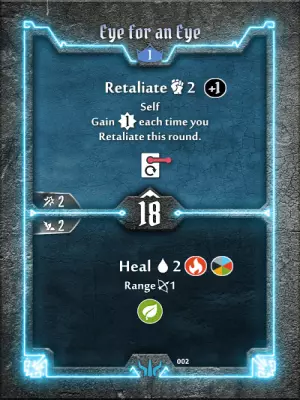 Eye for an Eye
1
Retaliate 2 +1
Self
Gain 1 each time you
Retaliate this round.
2
18
2
Heal 2
Range 1
002